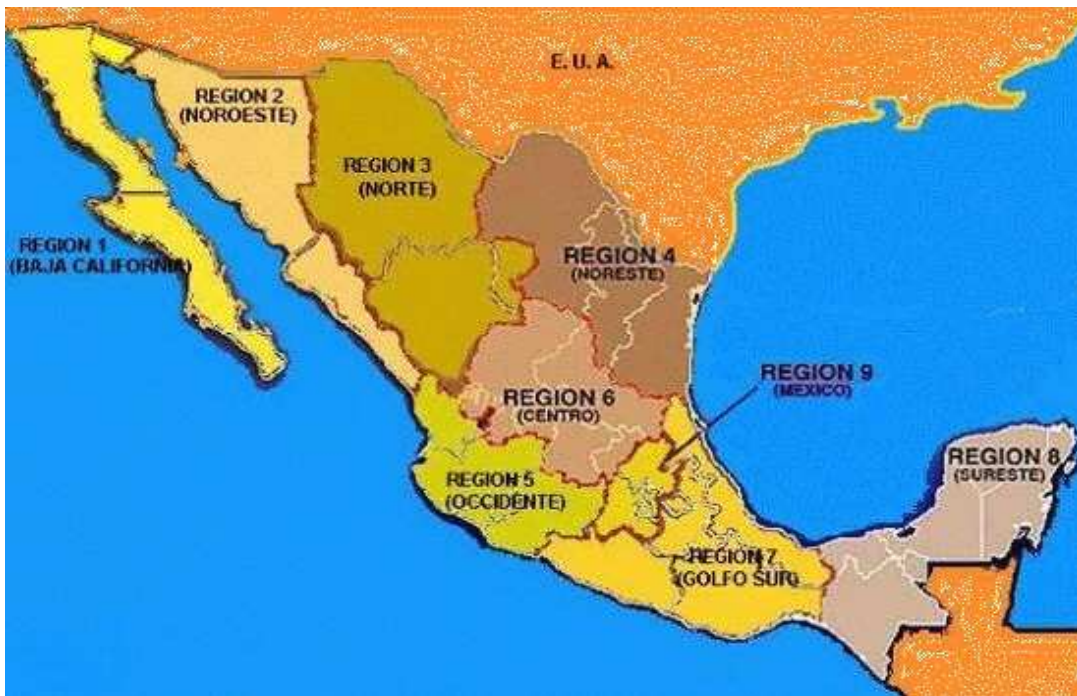 E. U. A.
REGION 2
(NOROESTE)
REGION 3
(NORTE)
REGION 1
(BAJA CALIFORNIA)
REGION 4
(NORESTE)
REGION 9
(MEXICO)
REGION 6
(CENTRO)
REGION 8
(SURESTE)
REGION 5
(OCCIDENTE)
REGION 7
(GOLFO SUR)